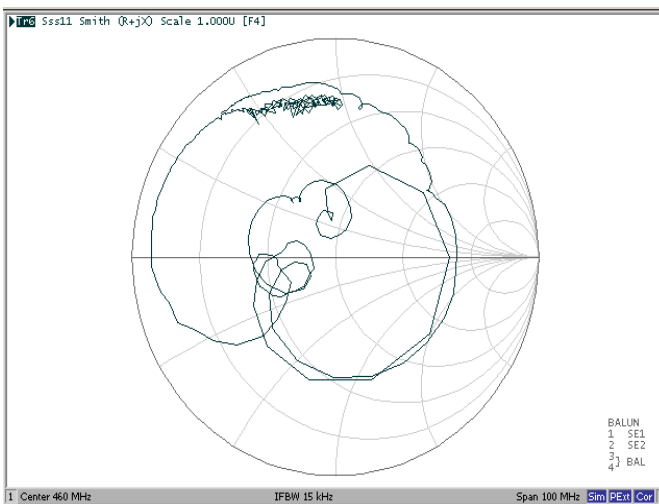 Tr6 Sss11 Smith (R+jX) Scale 1.000U [F4]
BALUN
1 SE1
2 SE2
3
4} BAL
1 Center 460 MHz IFBW 15 kHz Span 100 MHz Sim PExt Cor